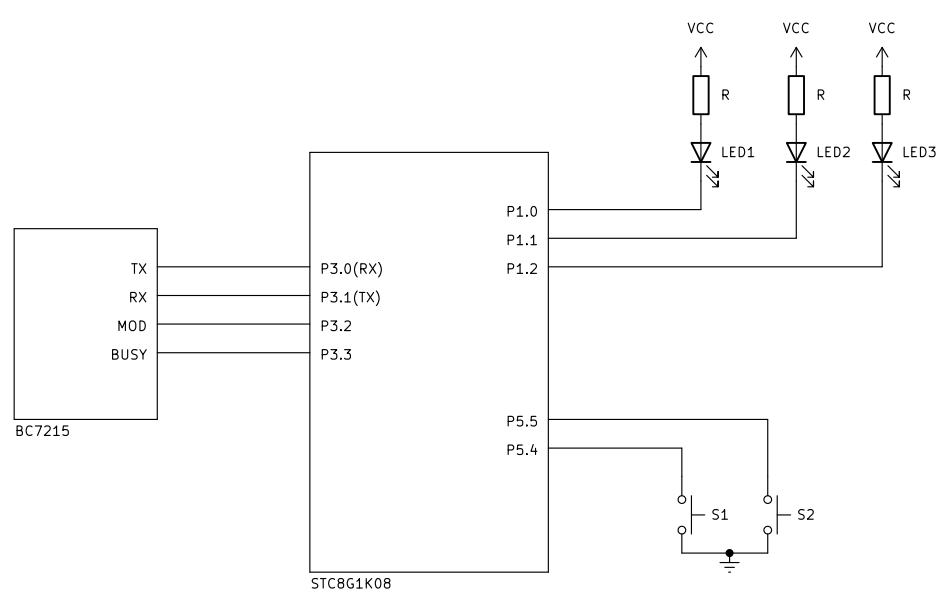 VCC VCC VCC
R R R
LED1 LED2 LED3
P1.0
P1.1
TX P3.0(RX) P1.2
RX P3.1(TX)
MOD P3.2
BUSY P3.3
P5.5
BC7215
P5.4
S1 S2
STC8G1K08